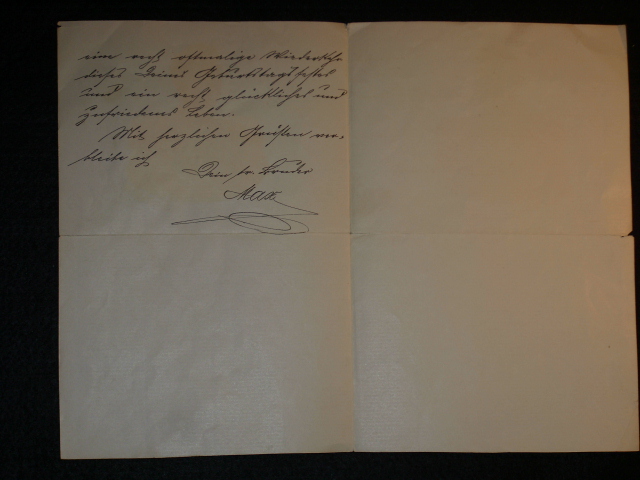 eine recht oftmalige Wiederkehr
dieses Deines Geburtstagsfestes
und ein recht glückliches und
zufriedenes Leben.
Mit herzlichen Grüßen ver-
bleibe ich
Dein tr. Bruder
Max